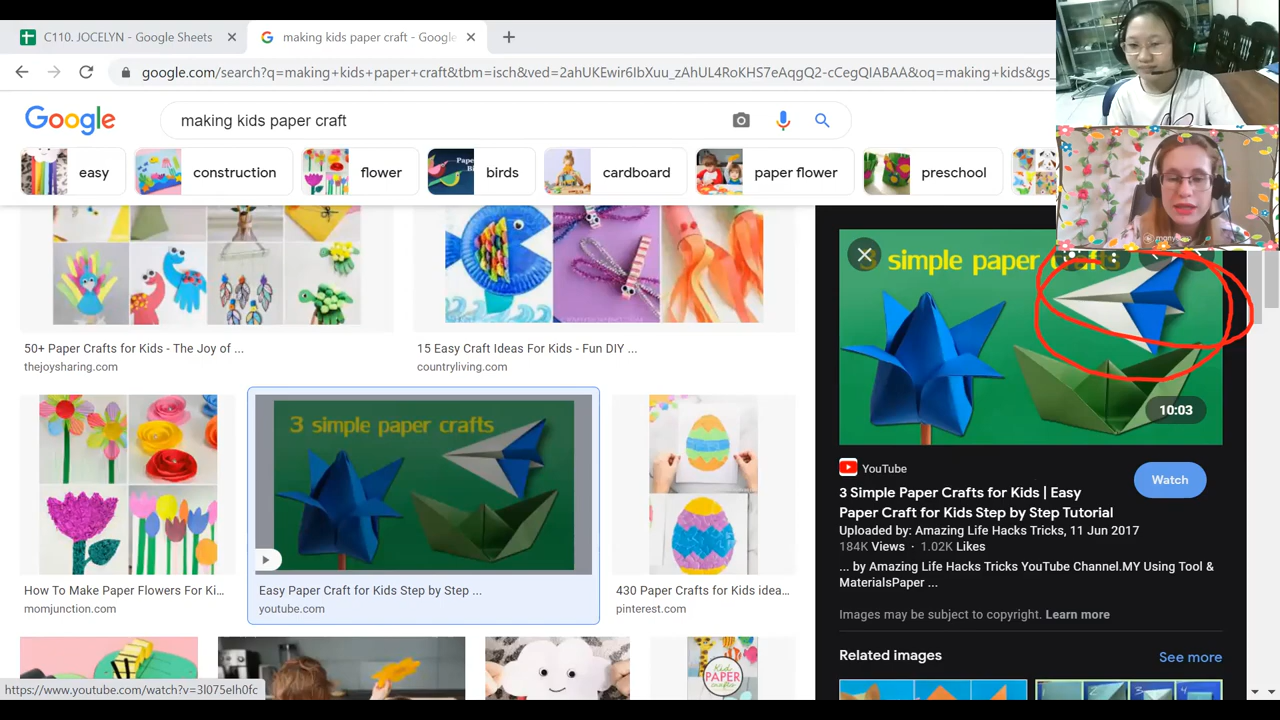 C110. JOCELYN - Google Sheets
making kids paper craft - Google
google.com/search?q=making+kids+paper+craft&tbm=isch&ved=2ahUKEwir6IbXuu_zAhUL4RoKHS7eAqgQ2-cCegQIABAA&oq=making+kids&gs_
Google
making kids paper craft
easy
construction
flower
birds
cardboard
paper flower
preschool
3 simple paper crafts
10:03
50+ Paper Crafts for Kids - The Joy of ...
thejoysharing.com
15 Easy Craft Ideas For Kids - Fun DIY ...
countryliving.com
3 simple paper crafts
YouTube
Watch
3 Simple Paper Crafts for Kids | Easy
Paper Craft for Kids Step by Step Tutorial
Uploaded by: Amazing Life Hacks Tricks, 11 Jun 2017
184K Views · 1.02K Likes
... by Amazing Life Hacks Tricks YouTube Channel.MY Using Tool &
MaterialsPaper ...
Images may be subject to copyright. Learn more
How To Make Paper Flowers For Ki...
momjunction.com
Easy Paper Craft for Kids Step by Step ...
youtube.com
430 Paper Crafts for Kids idea...
pinterest.com
Related images
See more
Kid
PAPER
crafts
https://www.youtube.com/watch?v=3l075eIh0fc